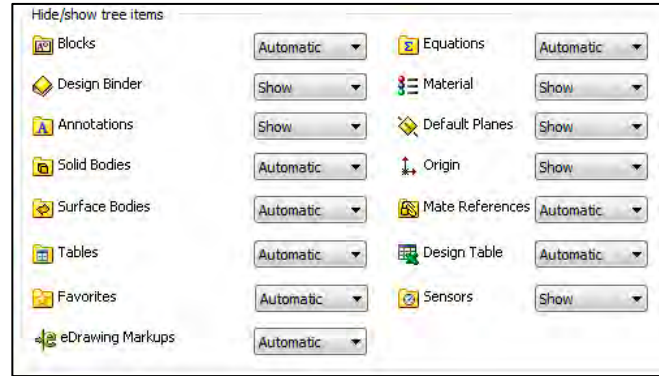 Hide/show tree items
Blocks Automatic Equations Automatic
Design Binder Show Material Show
Annotations Show Default Planes Show
Solid Bodies Automatic Origin Show
Surface Bodies Automatic Mate References Automatic
Tables Automatic Design Table Automatic
Favorites Automatic Sensors Show
eDrawing Markups Automatic